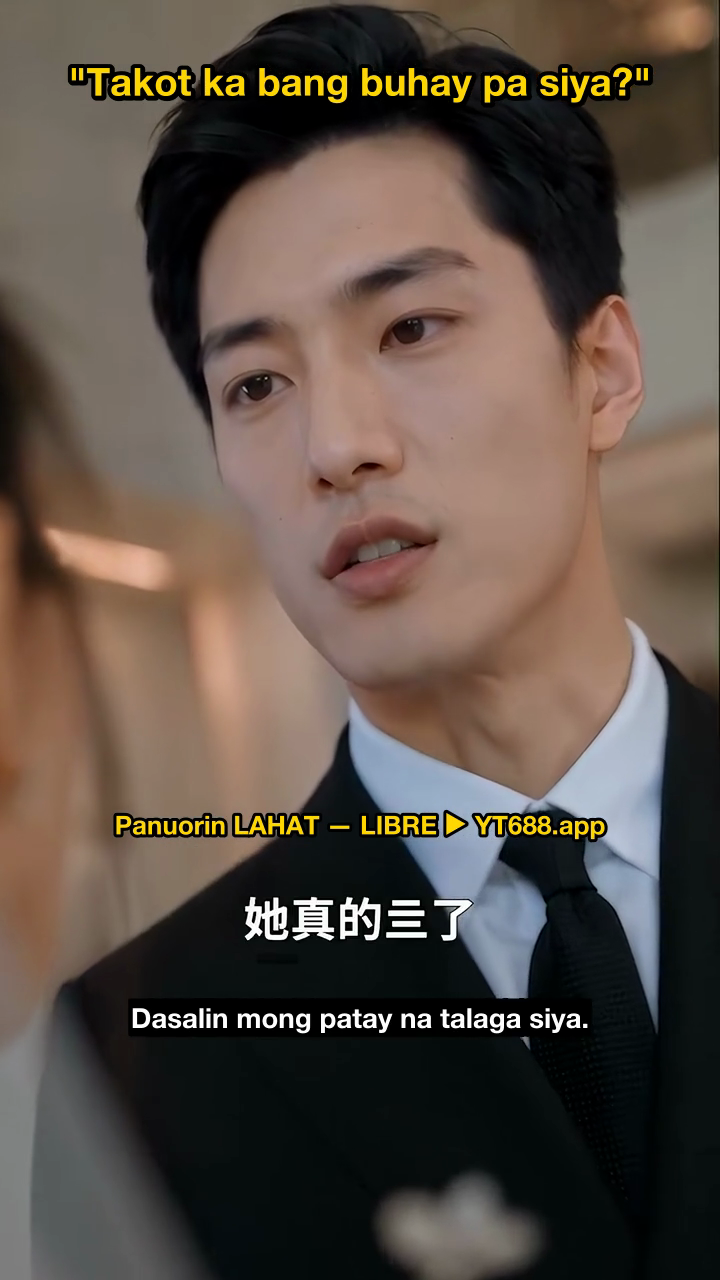 "Takot ka bang buhay pa siya?"
Panuorin LAHAT — LIBRE ▶ YT688.app
她真的亖了
Dasalin mong patay na talaga siya.